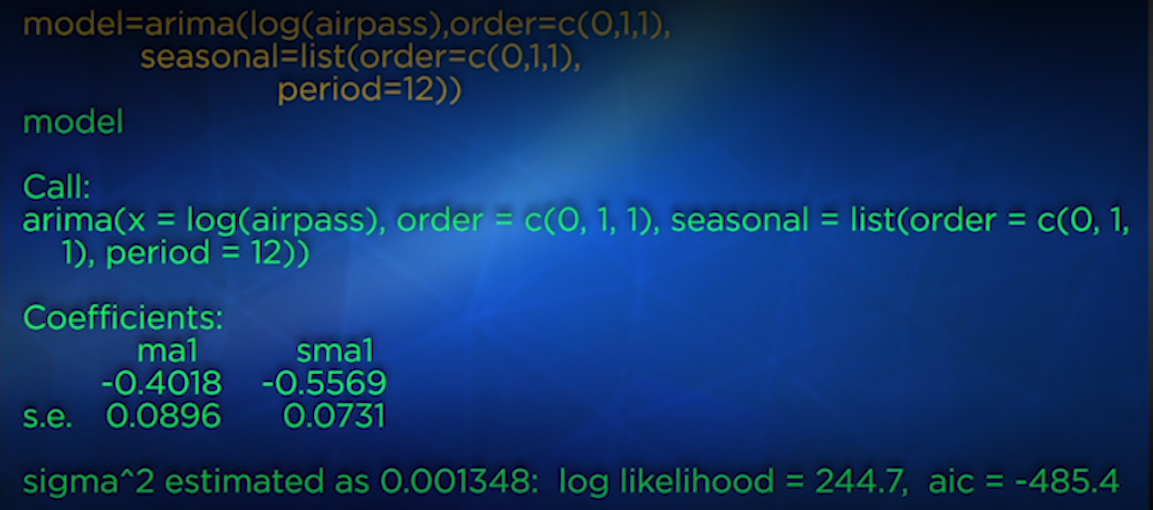 model=arima(log(airpass),order=c(0,1,1),
seasonal=list(order=c(0,1,1),
period=12))
model
Call:
arima(x = log(airpass), order = c(0, 1, 1), seasonal = list(order = c(0, 1,
1), period = 12))
Coefficients:
ma1 sma1
-0.4018 -0.5569
s.e. 0.0896 0.0731
sigma^2 estimated as 0.001348: log likelihood = 244.7, aic = -485.4